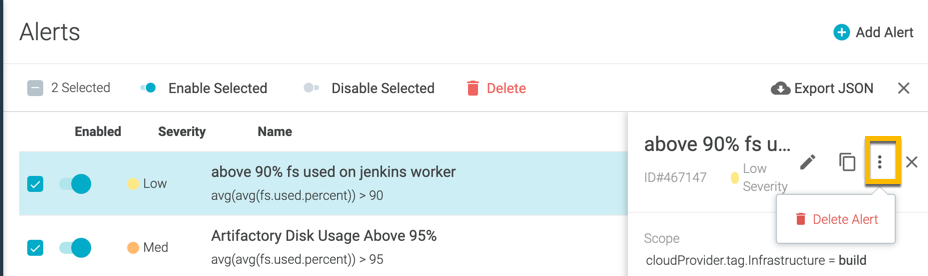 Alerts
Add Alert
2 Selected Enable Selected Disable Selected Delete Export JSON
Enabled Severity Name
Low above 90% fs used on jenkins worker
avg(avg(fs.used.percent)) > 90
Med Artifactory Disk Usage Above 95%
avg(avg(fs.used.percent)) > 95
above 90% fs u...
ID#467147 Low
Severity
Delete Alert
Scope
cloudProvider.tag.Infrastructure = build